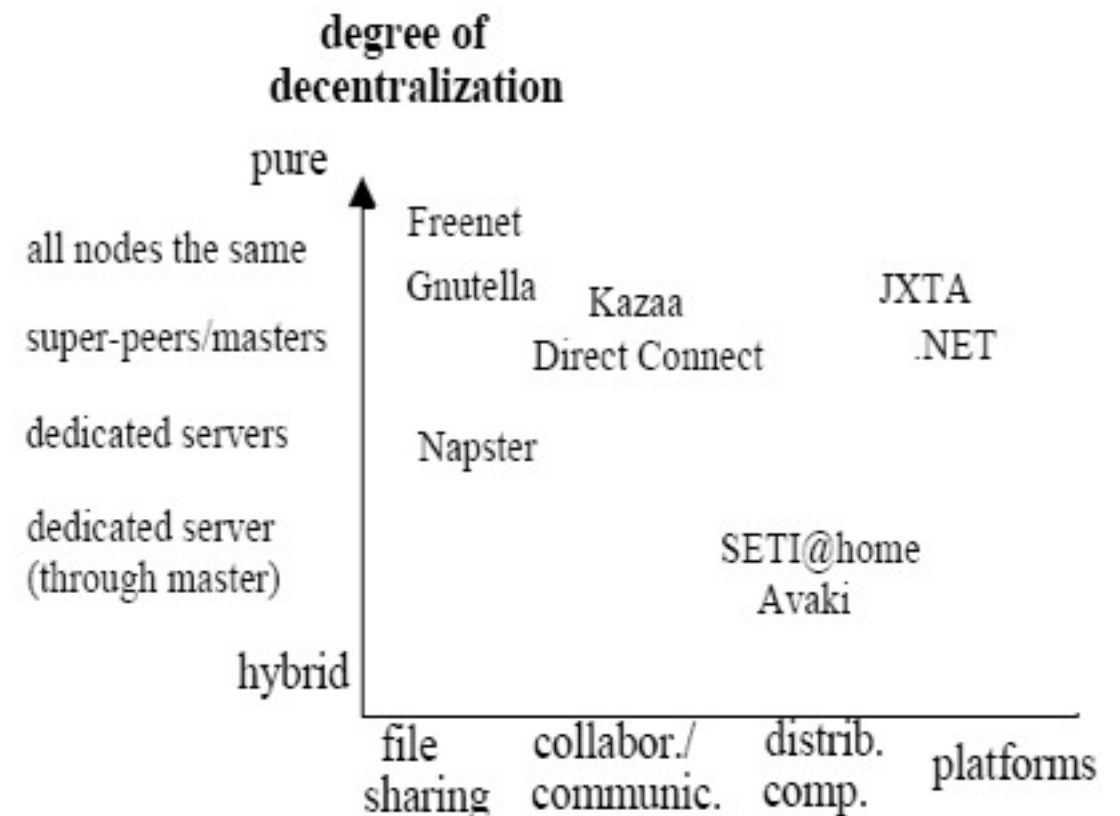 degree of
decentralization
pure
Freenet
all nodes the same
Gnutella
Kazaa
JXTA
super-peers/masters
Direct Connect
.NET
dedicated servers
Napster
dedicated server
(through master)
SETI@home
Avaki
hybrid
file
sharing
collabor./
communic.
distrib.
comp.
platforms